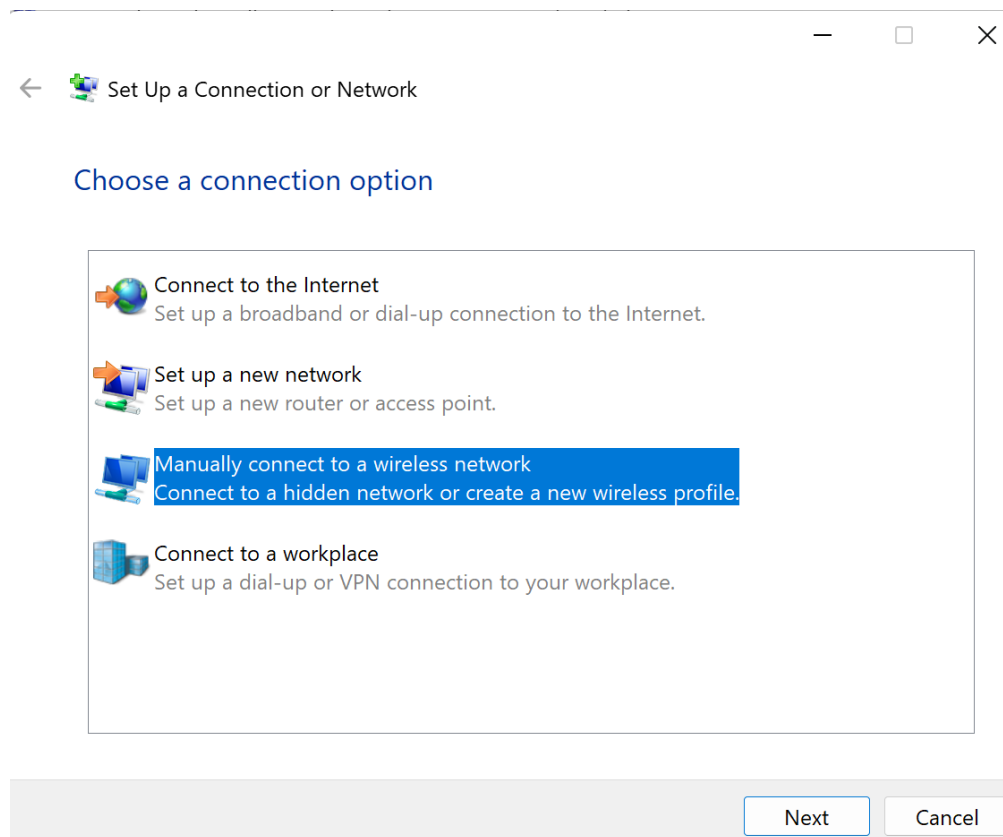 Set Up a Connection or Network
Choose a connection option
Connect to the Internet
Set up a broadband or dial-up connection to the Internet.
Set up a new network
Set up a new router or access point.
Manually connect to a wireless network
Connect to a hidden network or create a new wireless profile.
Connect to a workplace
Set up a dial-up or VPN connection to your workplace.
Next
Cancel